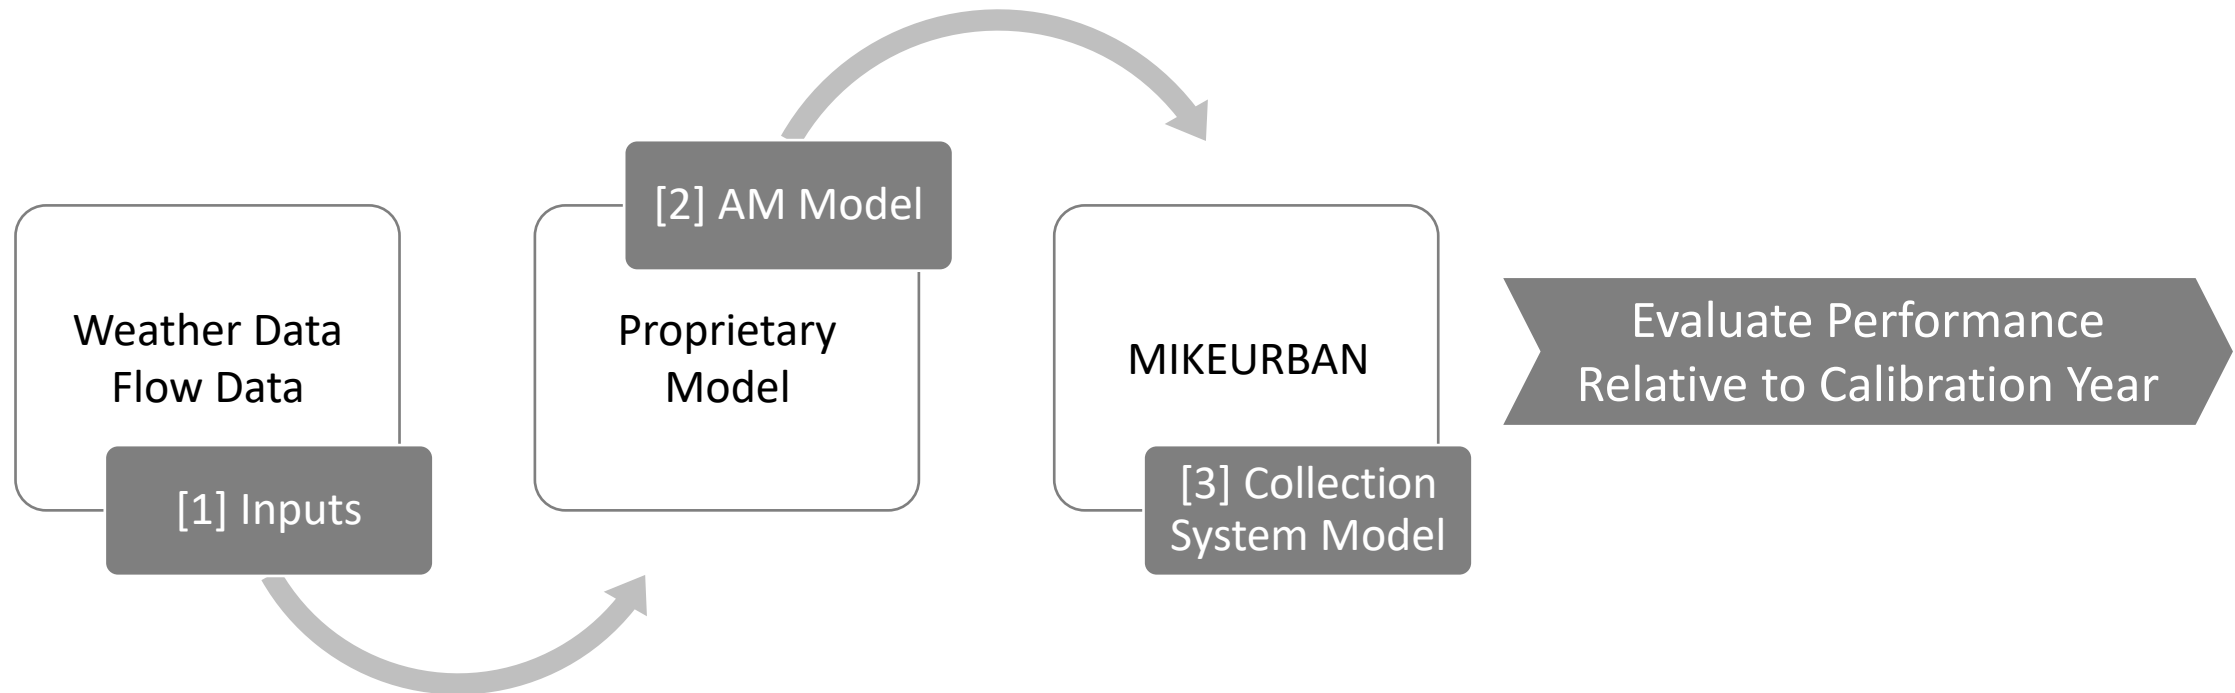 Weather Data
Flow Data
[1] Inputs
[2] AM Model
Proprietary
Model
MIKEURBAN
[3] Collection
System Model
Evaluate Performance
Relative to Calibration Year